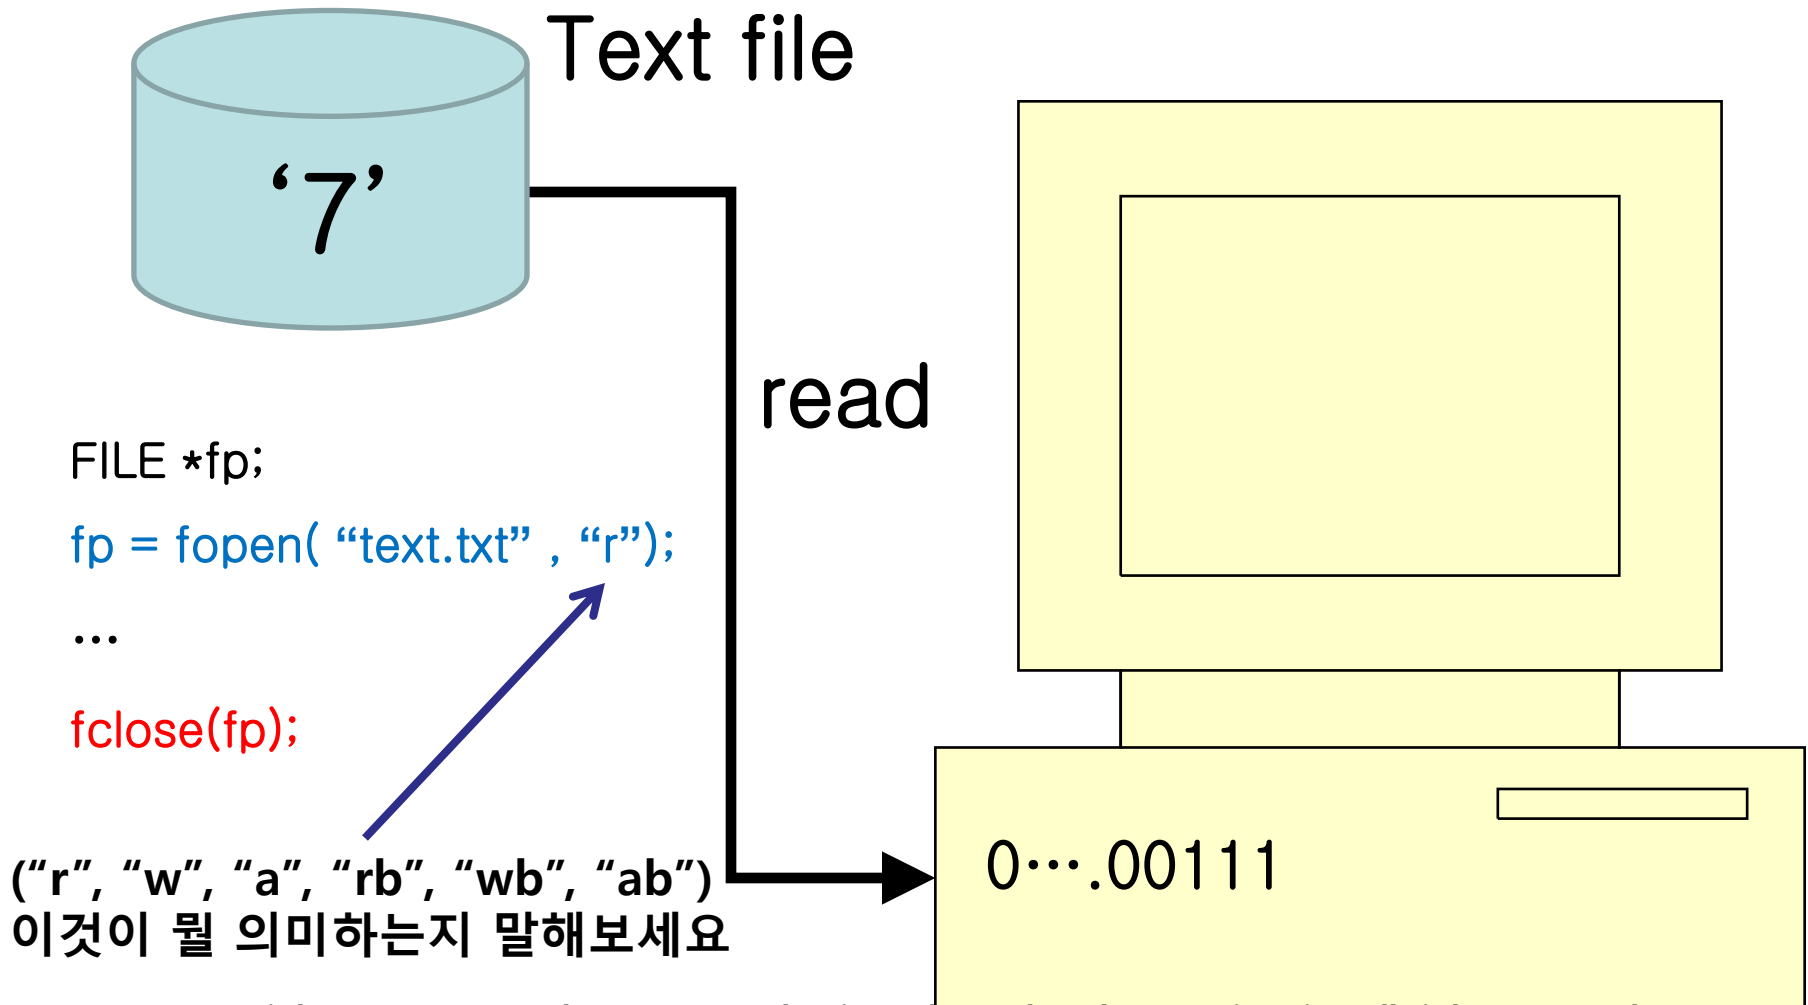 Text file
‘7’
read
FILE *fp;
fp = fopen( “text.txt” , “r”);
...
fclose(fp);
(“r”, “w”, “a”, “rb”, “wb”, “ab”)
이것이 뭘 의미하는지 말해보세요
0….00111